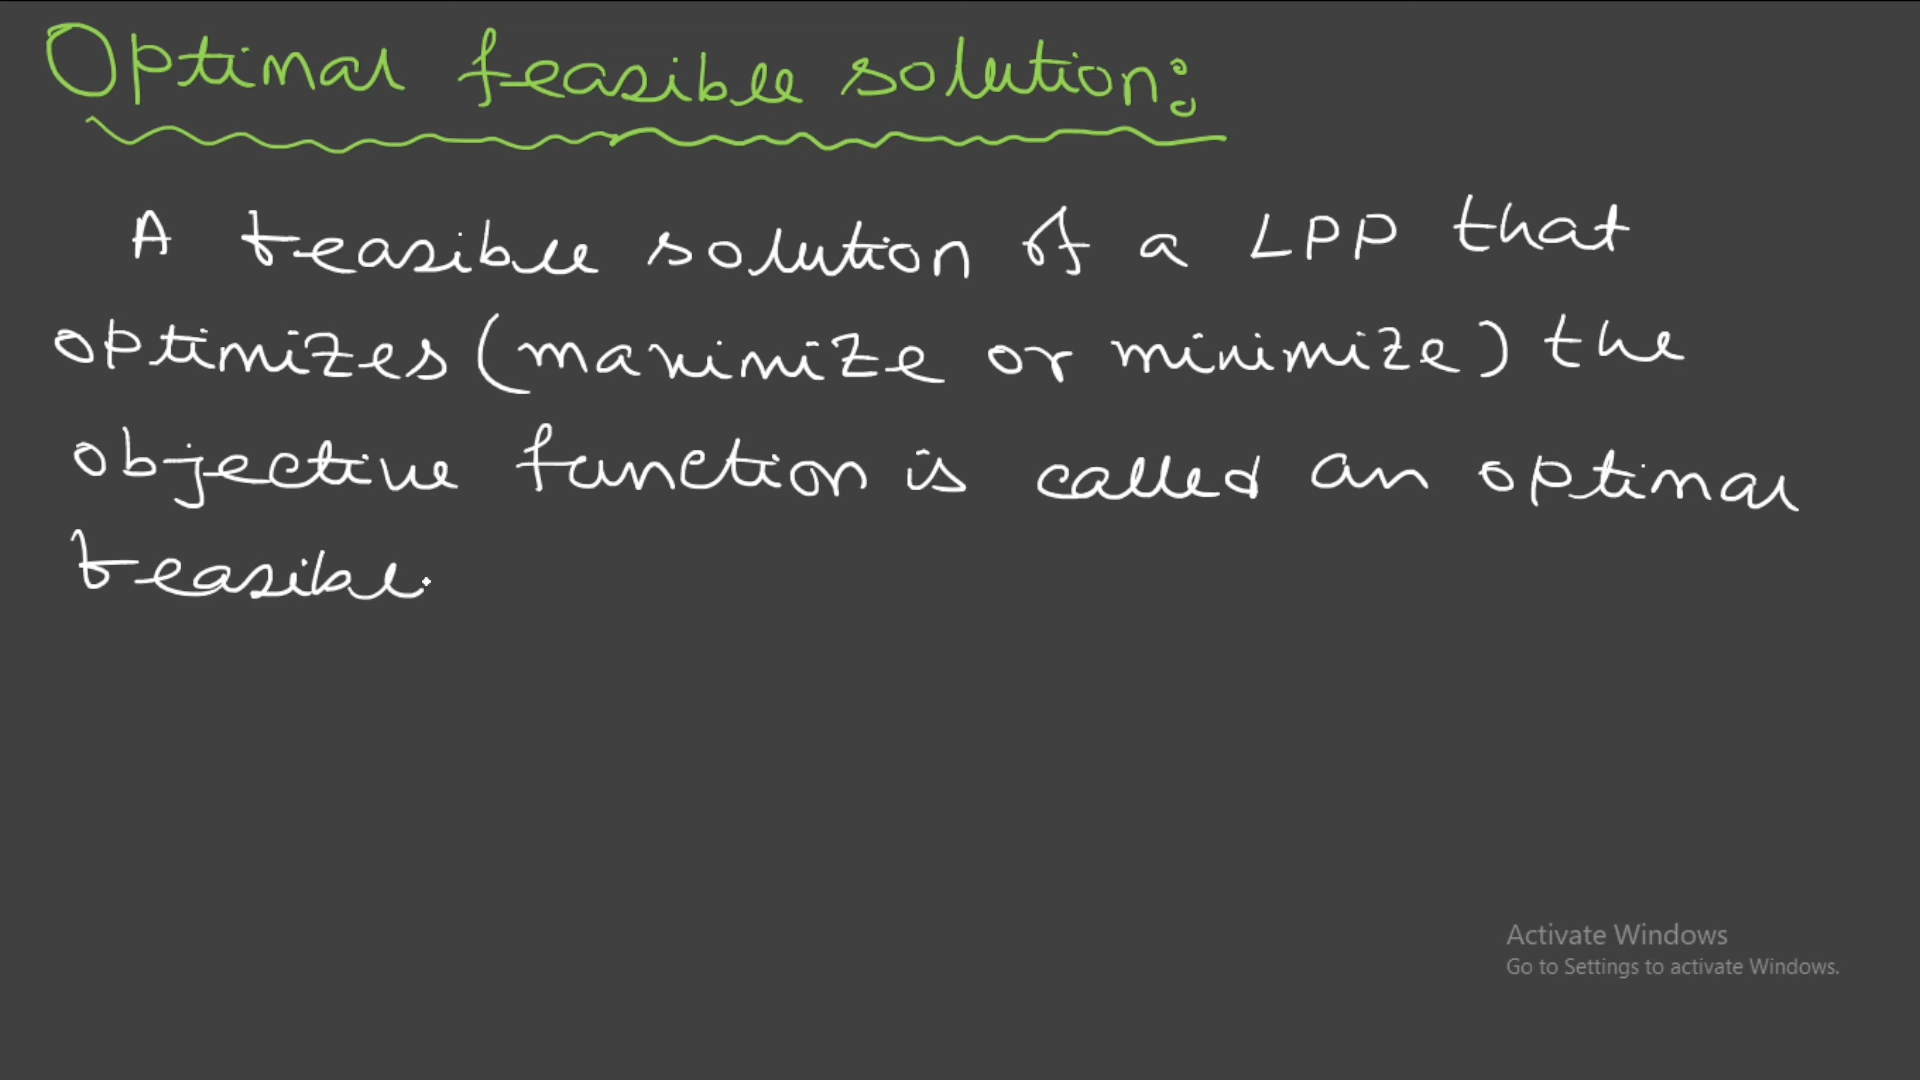 Optimal feasible solution:
A feasible solution of a LPP that
optimizes (maximize or minimize) the
objective function is called an optimal
feasible
Activate Windows
Go to Settings to activate Windows.